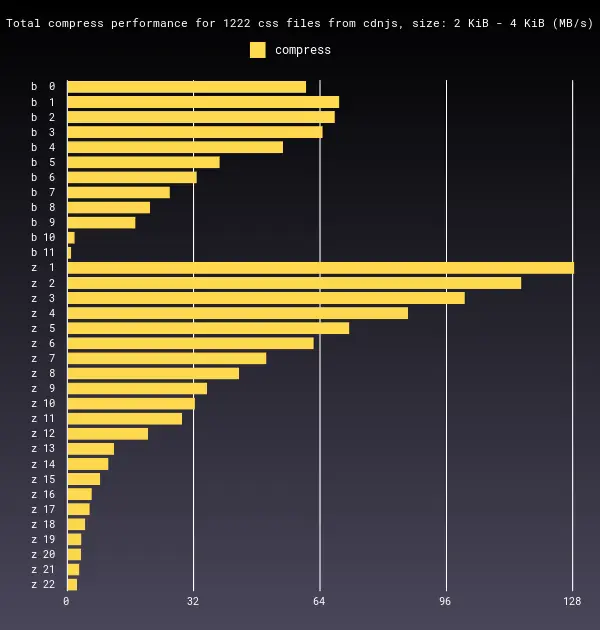 Total compress performance for 1222 css files from cdnjs, size: 2 KiB - 4 KiB (MB/s)
compress
b 0
b 1
b 2
b 3
b 4
b 5
b 6
b 7
b 8
b 9
b 10
b 11
z 1
z 2
z 3
z 4
z 5
z 6
z 7
z 8
z 9
z 10
z 11
z 12
z 13
z 14
z 15
z 16
z 17
z 18
z 19
z 20
z 21
z 22
0 32 64 96 128